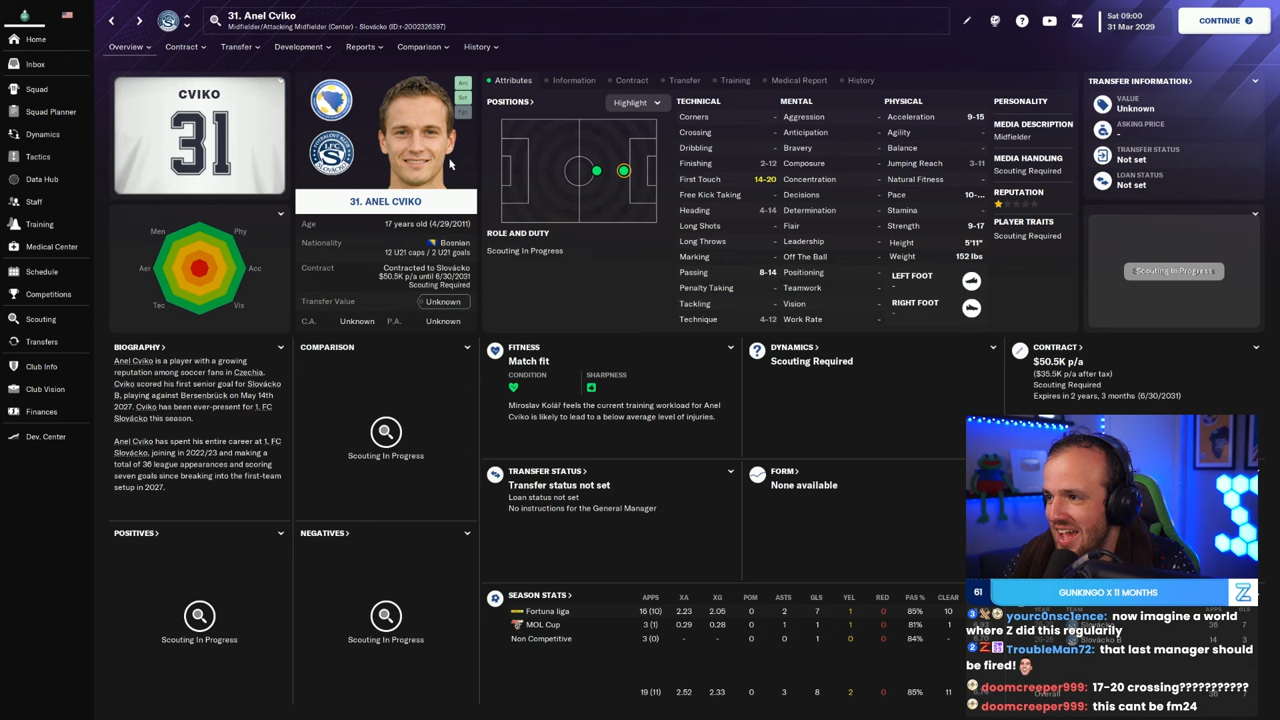 31. Anel Cviko
Midfielder/Attacking Midfielder (Center) - Slovácko (ID:r-2002326397)
Sat 09:00
31 Mar 2029
CONTINUE
Home
Inbox
Squad
Squad Planner
Dynamics
Tactics
Data Hub
Staff
Training
Medical Center
Schedule
Competitions
Scouting
Transfers
Club Info
Club Vision
Finances
Dev. Center
Overview
Contract
Transfer
Development
Reports
Comparison
History
CVIKO
31
Men
Phy
Aer
Acc
Tec
Vis
Anl
Sct
1. FC
SLOVÁCKO
31. ANEL CVIKO
Age 17 years old (4/29/2011)
Nationality Bosnian
12 U21 caps / 2 U21 goals
Contract Contracted to Slovácko
$50.5K p/a until 6/30/2031
Scouting Required
Transfer Value Unknown
C.A. Unknown P.A. Unknown
Attributes
Information
Contract
Transfer
Training
Medical Report
History
POSITIONS
Highlight
ROLE AND DUTY
Scouting In Progress
TECHNICAL
Corners -
Crossing -
Dribbling -
Finishing 2-12
First Touch 14-20
Free Kick Taking -
Heading 4-14
Long Shots -
Long Throws -
Marking -
Passing 8-14
Penalty Taking -
Tackling -
Technique 4-12
MENTAL
Aggression -
Anticipation -
Bravery -
Composure -
Concentration -
Decisions -
Determination -
Flair -
Leadership -
Off The Ball -
Positioning -
Teamwork -
Vision -
Work Rate -
PHYSICAL
Acceleration 9-15
Agility -
Balance -
Jumping Reach 3-11
Natural Fitness -
Pace 10-...
Stamina -
Strength 9-17
Height 5'11"
Weight 152 lbs
LEFT FOOT
-
RIGHT FOOT
-
PERSONALITY
MEDIA DESCRIPTION
Midfielder
MEDIA HANDLING
Scouting Required
REPUTATION
PLAYER TRAITS
Scouting Required
TRANSFER INFORMATION
VALUE
Unknown
ASKING PRICE
-
TRANSFER STATUS
Not set
LOAN STATUS
Not set
Scouting In Progress
BIOGRAPHY
Anel Cviko is a player with a growing
reputation among soccer fans in Czechia.
Cviko scored his first senior goal for Slovácko
B, playing against Bersenbrück on May 14th
2027. Cviko has been ever-present for 1. FC
Slovácko this season.
Anel Cviko has spent his entire career at 1. FC
Slovácko, joining in 2022/23 and making a
total of 36 league appearances and scoring
seven goals since breaking into the first-team
setup in 2027.
COMPARISON
Scouting In Progress
POSITIVES
Scouting In Progress
NEGATIVES
Scouting In Progress
FITNESS
Match fit
CONDITION
SHARPNESS
Miroslav Kolář feels the current training workload for Anel
Cviko is likely to lead to a below average level of injuries.
DYNAMICS
Scouting Required
CONTRACT
$50.5K p/a
($35.5K p/a after tax)
Scouting Required
Expires in 2 years, 3 months (6/30/2031)
TRANSFER STATUS
Transfer status not set
Loan status not set
No instructions for the General Manager
FORM
None available
SEASON STATS APPS XA XG POM ASTS GLS YEL RED PAS % CLEAR
Fortuna liga 16 (10) 2.23 2.05 0 2 7 1 0 85% 10
MOL Cup 3 (1) 0.29 0.28 0 1 1 1 0 81% 1
Non Competitive 3 (0) - - 0 0 1 0 0 84% -
19 (11) 2.52 2.33 0 3 8 2 0 85% 11
61 GUNKINGO X 11 MONTHS
yourc0nsc1ence: now imagine a world
where Z did this regularily
TroubleMan72: that last manager should
be fired!
doomcreeper999: 17-20 crossing???????????
doomcreeper999: this cant be fm24